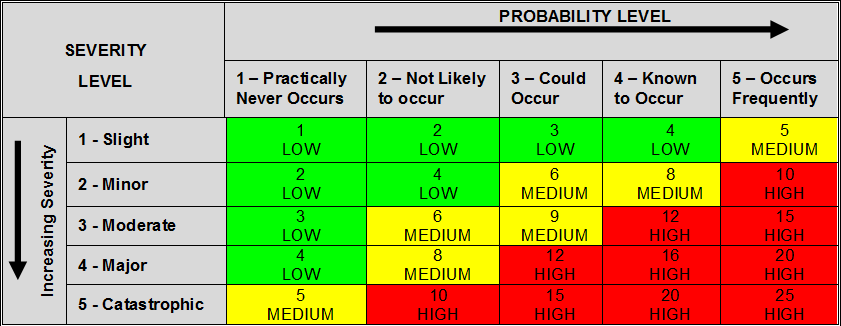 PROBABILITY LEVEL
SEVERITY
LEVEL
1 – Practically
Never Occurs
2 – Not Likely
to occur
3 – Could
Occur
4 – Known
to Occur
5 – Occurs
Frequently
Increasing Severity
1 - Slight
1
LOW
2
LOW
3
LOW
4
LOW
5
MEDIUM
2 - Minor
2
LOW
4
LOW
6
MEDIUM
8
MEDIUM
10
HIGH
3 - Moderate
3
LOW
6
MEDIUM
9
MEDIUM
12
HIGH
15
HIGH
4 - Major
4
LOW
8
MEDIUM
12
HIGH
16
HIGH
20
HIGH
5 - Catastrophic
5
MEDIUM
10
HIGH
15
HIGH
20
HIGH
25
HIGH